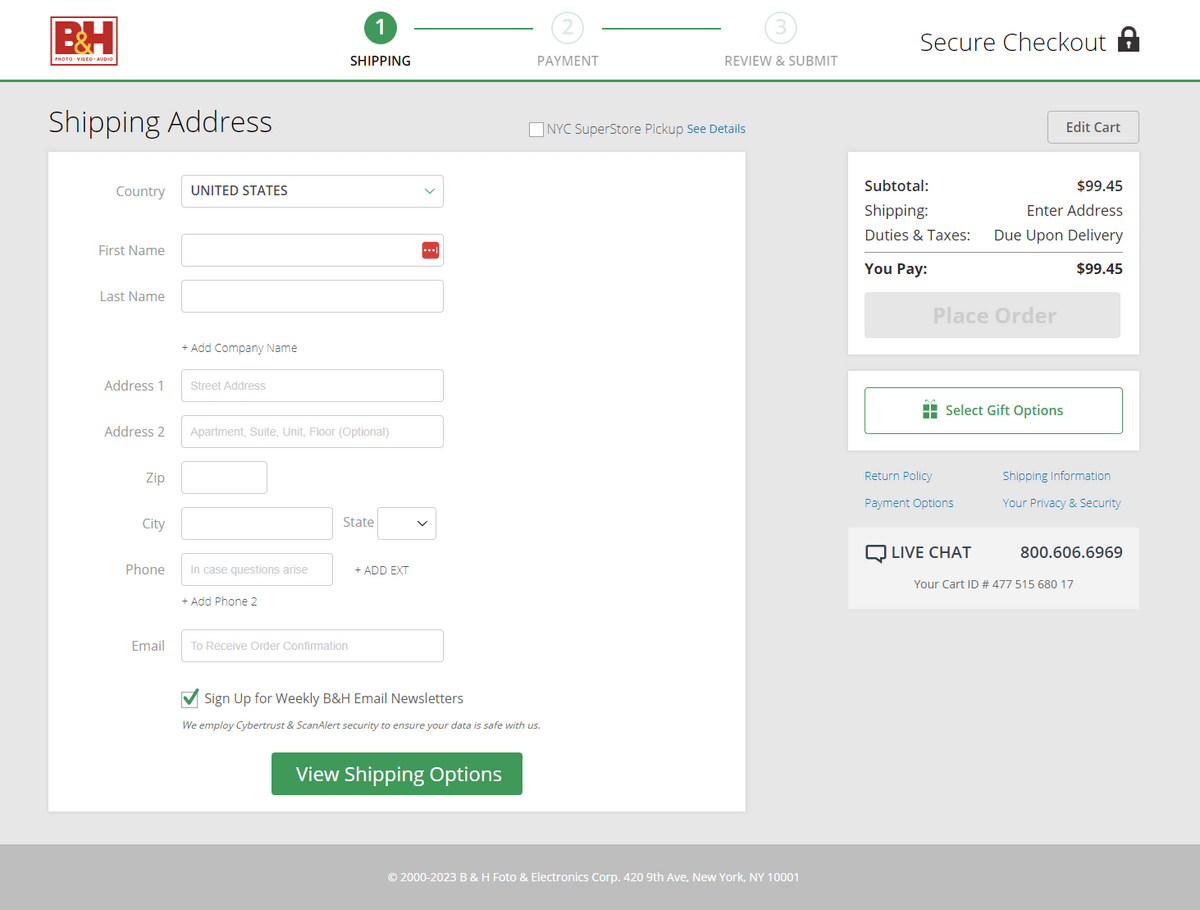 B&H
PHOTO - VIDEO - AUDIO
1
2
3
SHIPPING
PAYMENT
REVIEW & SUBMIT
Secure Checkout
Shipping Address
NYC SuperStore Pickup See Details
Edit Cart
Country
UNITED STATES
First Name
Last Name
+ Add Company Name
Address 1
Street Address
Address 2
Apartment, Suite, Unit, Floor (Optional)
Zip
City
State
Phone
In case questions arise
+ ADD EXT
+ Add Phone 2
Email
To Receive Order Confirmation
Sign Up for Weekly B&H Email Newsletters
We employ Cybertrust & ScanAlert security to ensure your data is safe with us.
View Shipping Options
Subtotal: $99.45
Shipping: Enter Address
Duties & Taxes: Due Upon Delivery
You Pay: $99.45
Place Order
Select Gift Options
Return Policy
Shipping Information
Payment Options
Your Privacy & Security
LIVE CHAT
800.606.6969
Your Cart ID # 477 515 680 17
© 2000-2023 B & H Foto & Electronics Corp. 420 9th Ave, New York, NY 10001